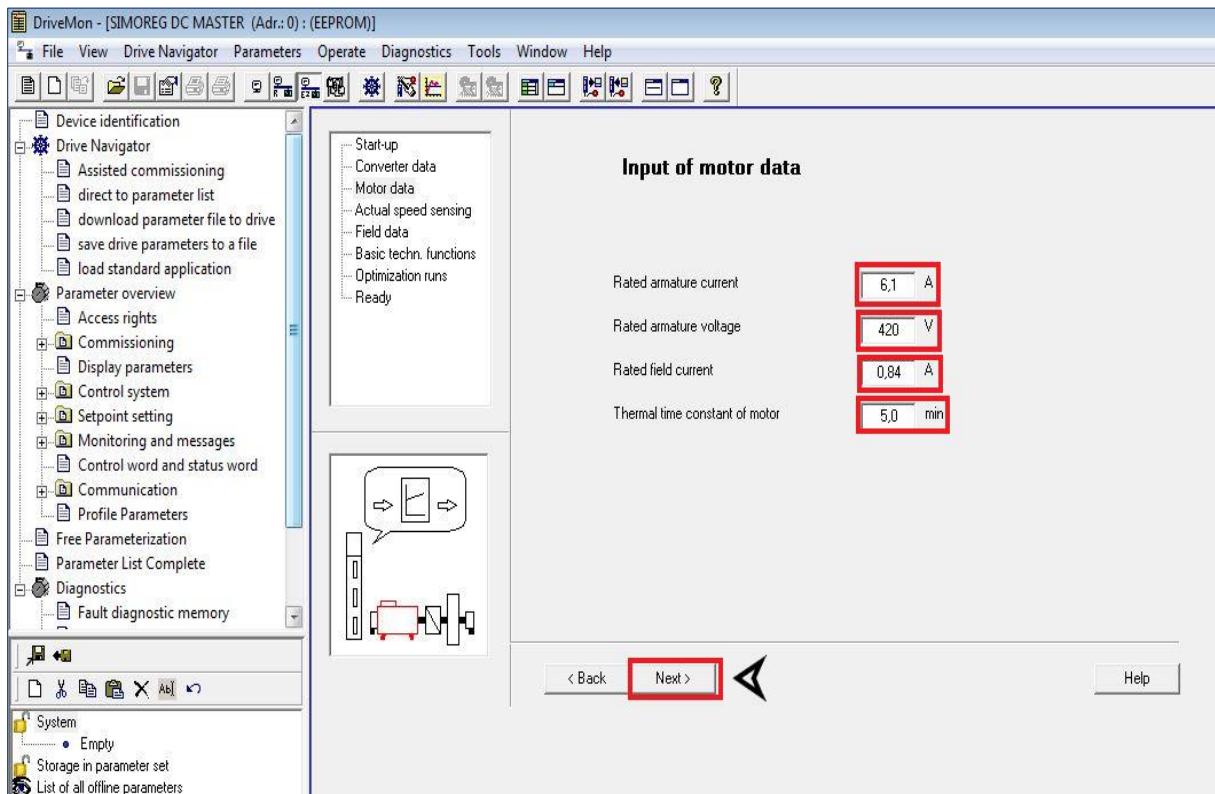 DriveMon - [SIMOREG DC MASTER (Adr.: 0) : (EEPROM)]
File View Drive Navigator Parameters Operate Diagnostics Tools Window Help
Device identification
Drive Navigator
Assisted commissioning
direct to parameter list
download parameter file to drive
save drive parameters to a file
load standard application
Parameter overview
Access rights
Commissioning
Display parameters
Control system
Setpoint setting
Monitoring and messages
Control word and status word
Communication
Profile Parameters
Free Parameterization
Parameter List Complete
Diagnostics
Fault diagnostic memory
System
Empty
Storage in parameter set
List of all offline parameters
Start-up
Converter data
Motor data
Actual speed sensing
Field data
Basic techn. functions
Optimization runs
Ready
Input of motor data
Rated armature current 6,1 A
Rated armature voltage 420 V
Rated field current 0,84 A
Thermal time constant of motor 5,0 min
< Back Next > Help